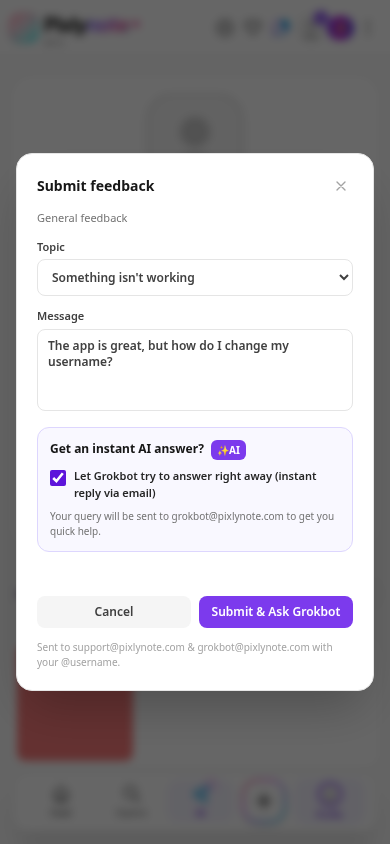 Submit feedback
General feedback
Topic
Something isn't working
Message
The app is great, but how do I change my
username?
Get an instant AI answer? ✨AI
Let Grokbot try to answer right away (instant
reply via email)
Your query will be sent to grokbot@pixlynote.com to get you
quick help.
Cancel
Submit & Ask Grokbot
Sent to support@pixlynote.com & grokbot@pixlynote.com with
your @username.